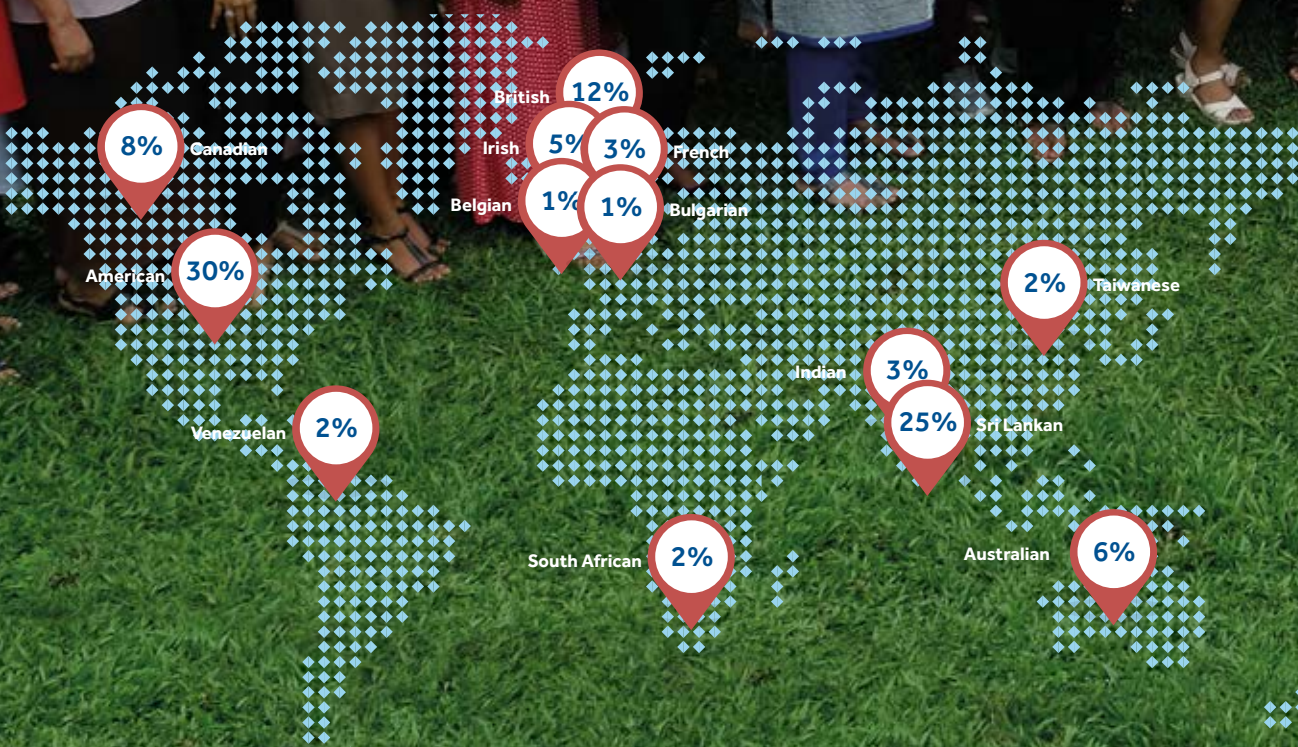 British 12%
Irish 5%
3% French
8% Canadian
Belgian 1%
1% Bulgarian
American 30%
2% Taiwanese
Indian 3%
25% Sri Lankan
Venezuelan 2%
South African 2%
Australian 6%